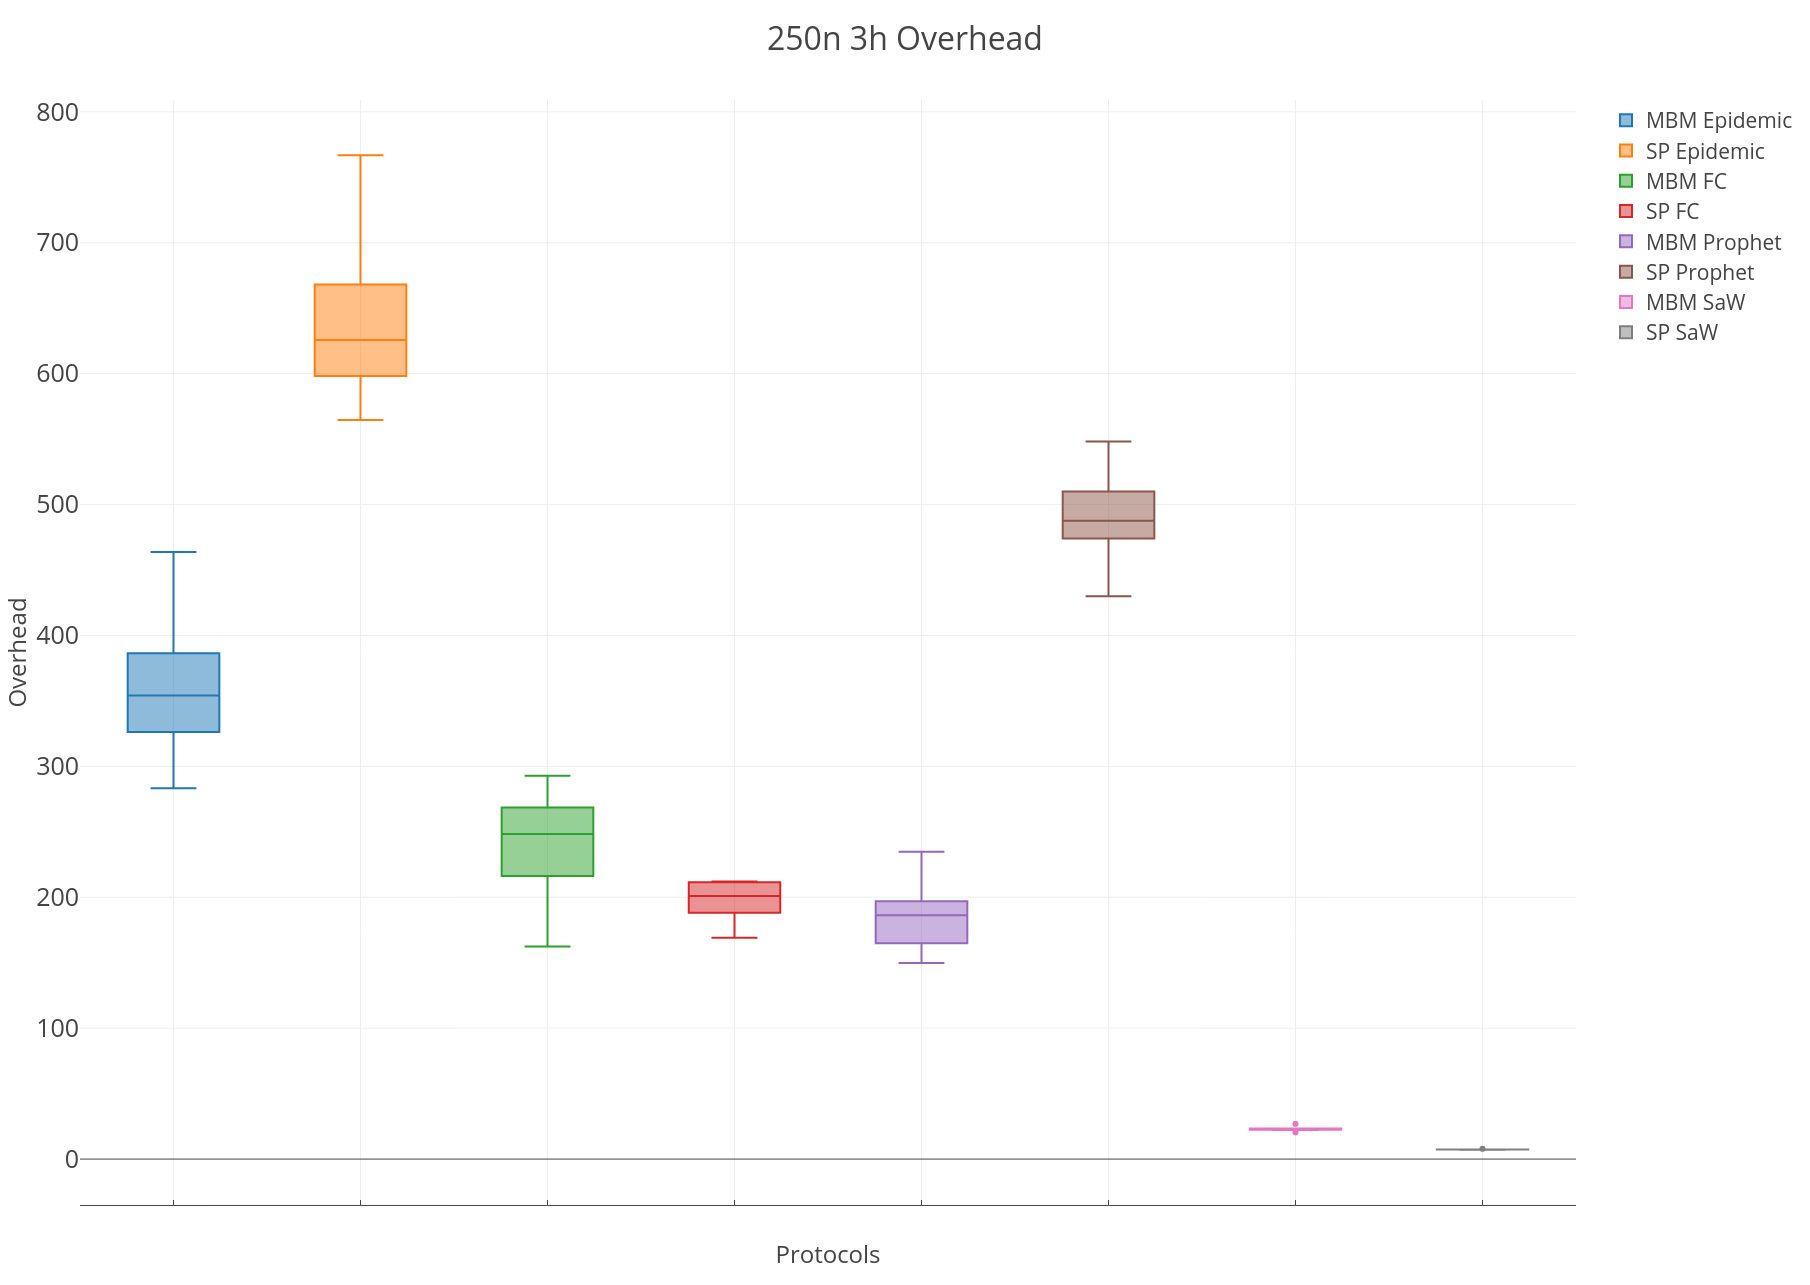 250n 3h Overhead
800
700
600
500
400
300
200
100
0
Overhead
Protocols
MBM Epidemic
SP Epidemic
MBM FC
SP FC
MBM Prophet
SP Prophet
MBM SaW
SP SaW